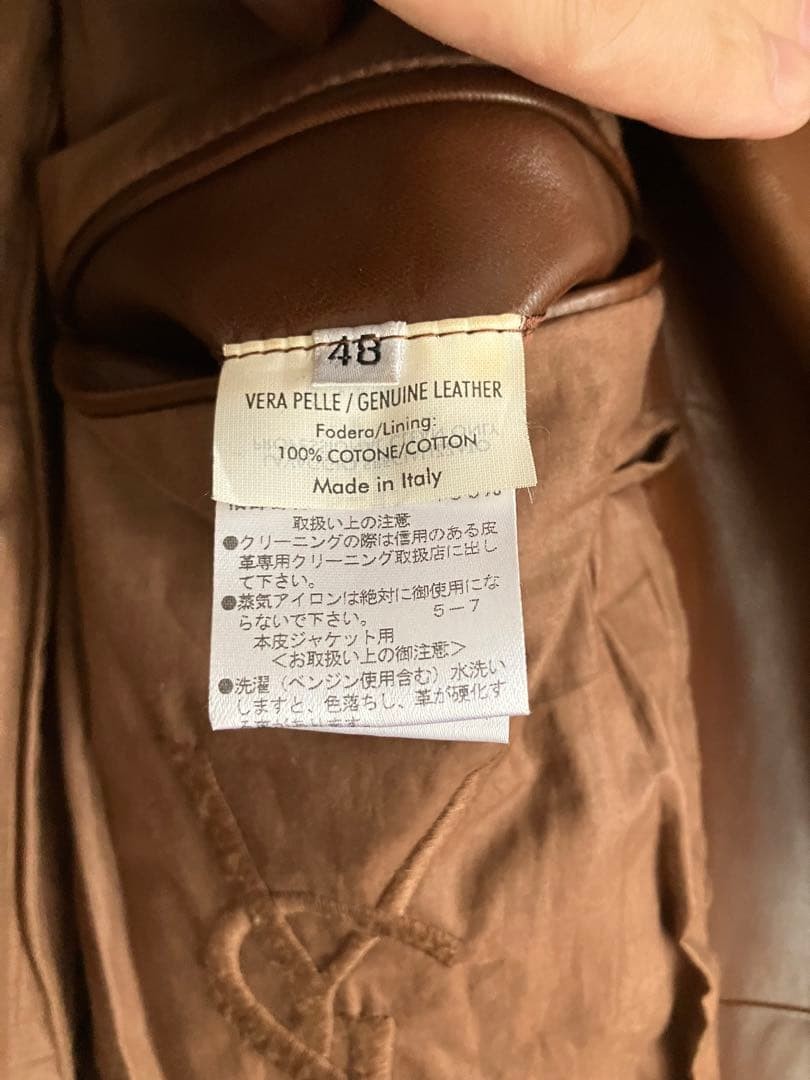 48
VERA PELLE / GENUINE LEATHER
Fodera/Lining:
100% COTONE/COTTON
Made in Italy
取扱い上の注意
●クリーニングの際は信用のある皮
革専用クリーニング取扱店に出し
て下さい。
●蒸気アイロンは絶対に御使用にな
らないで下さい。 5-7
本皮ジャケット用
<お取扱い上の御注意>
●洗濯(ベンジン使用含む)水洗い
しますと、色落ちし、革が硬化す